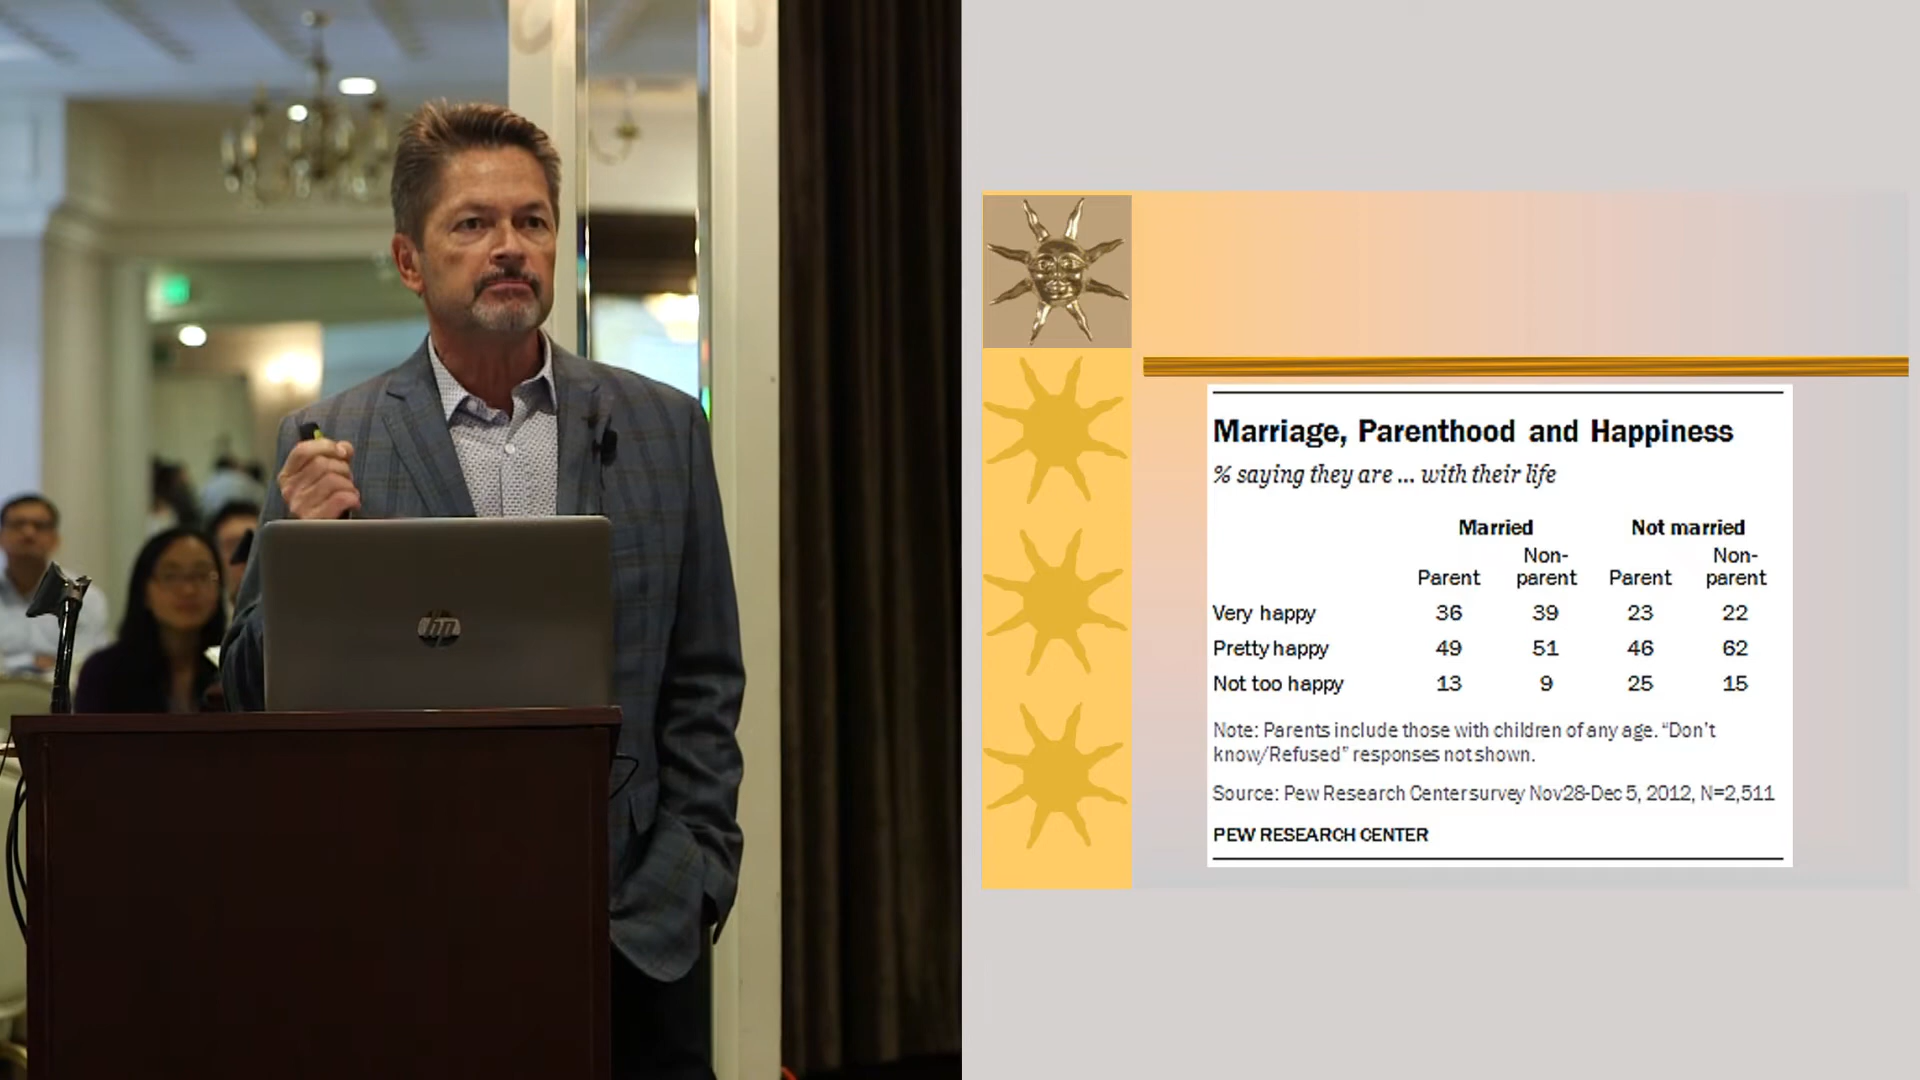 hp
Marriage, Parenthood and Happiness
% saying they are ... with their life
Married Not married
Parent Non-parent Parent Non-parent
Very happy 36 39 23 22
Pretty happy 49 51 46 62
Not too happy 13 9 25 15
Note: Parents include those with children of any age. “Don’t
know/Refused” responses not shown.
Source: Pew Research Center survey Nov 28-Dec 5, 2012, N=2,511
PEW RESEARCH CENTER